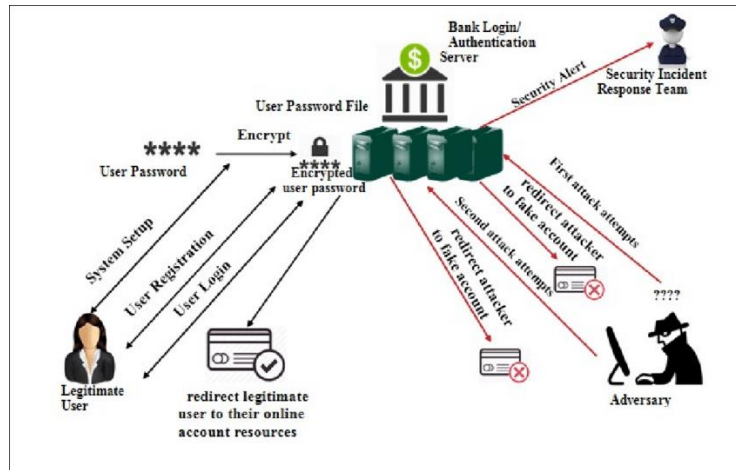 Bank Login/
Authentication
Server
Security Incident
Response Team
Security Alert
User Password File
****
Encrypt
User Password
****
Encrypted
user password
System Setup
User Registration
User Login
First attack attempts
redirect attacker
to fake account
Second attack attempts
redirect attacker
to fake account
????
Legitimate
User
redirect legitimate
user to their online
account resources
Adversary
$